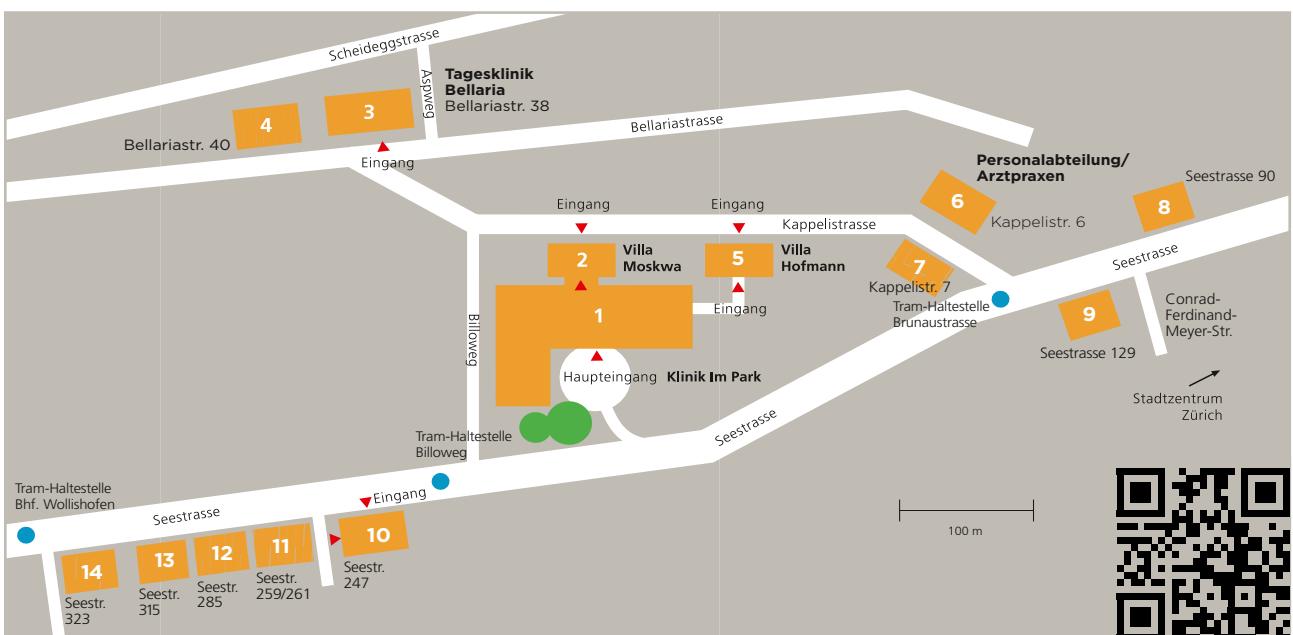 Scheideggstrasse
Aspweg
Tagesklinik
Bellaria
Bellariastr. 38
3
4
Bellariastr. 40
Bellariastrasse
Eingang
Personalabteilung/
Arztpraxen
6
Kappelistr. 6
Seestrasse 90
8
Eingang
Eingang
Kappelistrasse
2
Villa
Moskwa
5
Villa
Hofmann
7
Kappelistr. 7
Seestrasse
Tram-Haltestelle
Brunaustrasse
9
Seestrasse 129
Conrad-
Ferdinand-
Meyer-Str.
Stadtzentrum
Zürich
1
Eingang
Billoweg
Haupteingang
Klinik Im Park
Seestrasse
Tram-Haltestelle
Billoweg
Tram-Haltestelle
Bhf. Wollishofen
Seestrasse
Eingang
100 m
14
Seestr.
323
13
Seestr.
315
12
Seestr.
285
11
Seestr.
259/261
10
Seestr.
247